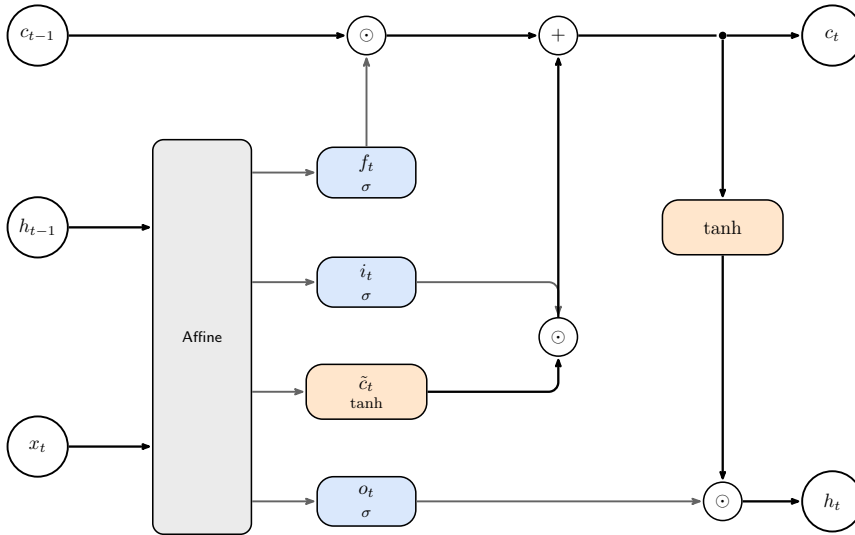 c_{t−1}
⊙
+
c_t
f_t
σ
h_{t−1}
tanh
i_t
σ
Affine
⊙
c̃_t
tanh
x_t
o_t
σ
⊙
h_t